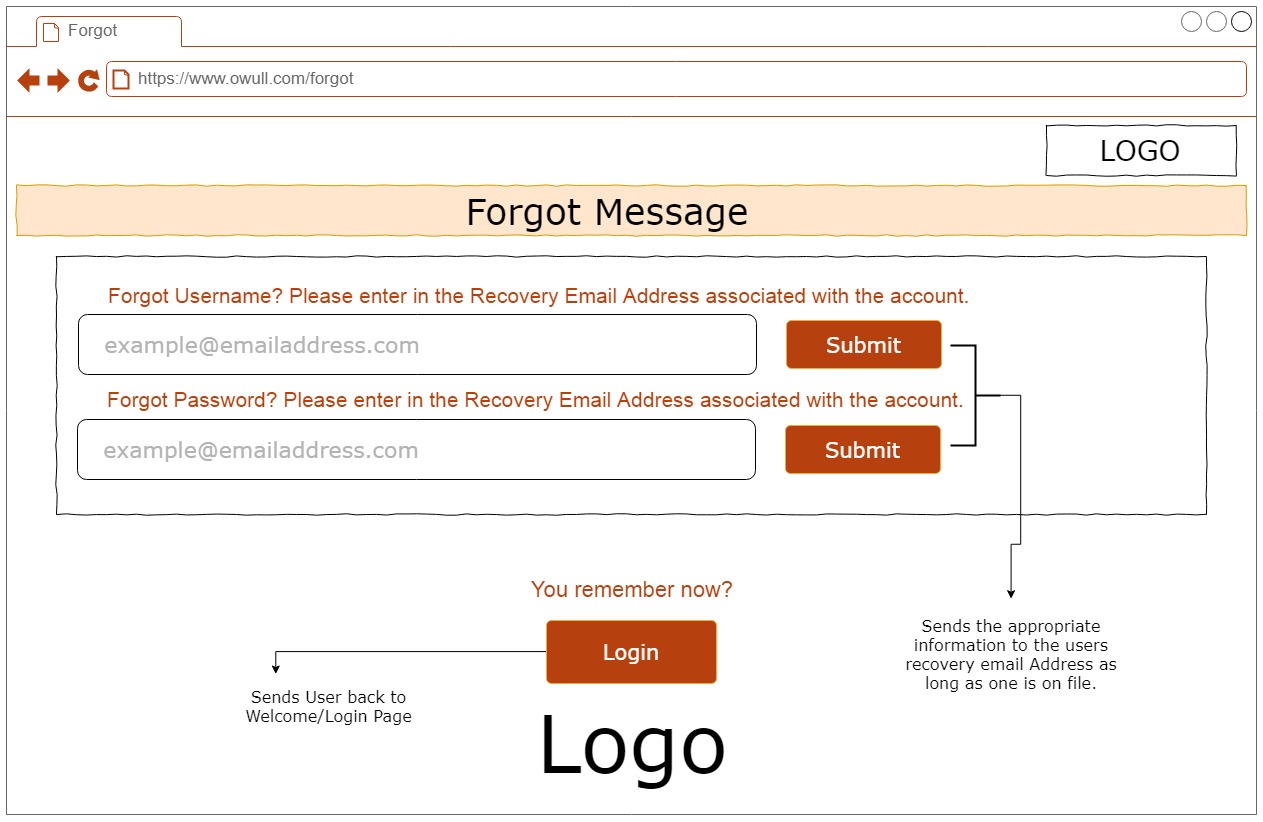 Forgot
https://www.owull.com/forgot
LOGO
Forgot Message
Forgot Username? Please enter in the Recovery Email Address associated with the account.
example@emailaddress.com
Submit
Forgot Password? Please enter in the Recovery Email Address associated with the account.
example@emailaddress.com
Submit
You remember now?
Login
Sends the appropriate
information to the users
recovery email Address as
long as one is on file.
Sends User back to
Welcome/Login Page
Logo